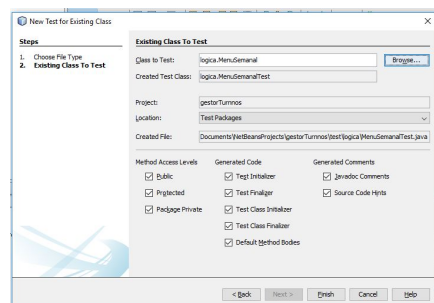 New Test for Existing Class
Steps
1. Choose File Type
2. Existing Class To Test
Existing Class To Test
Class to Test: logica.MenuSemanal Browse...
Created Test Class: logica.MenuSemanalTest
Project: gestorTurnnos
Location: Test Packages
Created File: Documents\NetBeansProjects\gestorTurnnos\test\logica\MenuSemanalTest.java
Method Access Levels Generated Code Generated Comments
Public Test Initializer Javadoc Comments
Protected Test Finalizer Source Code Hints
Package Private Test Class Initializer
Test Class Finalizer
Default Method Bodies
< Back Next > Finish Cancel Help